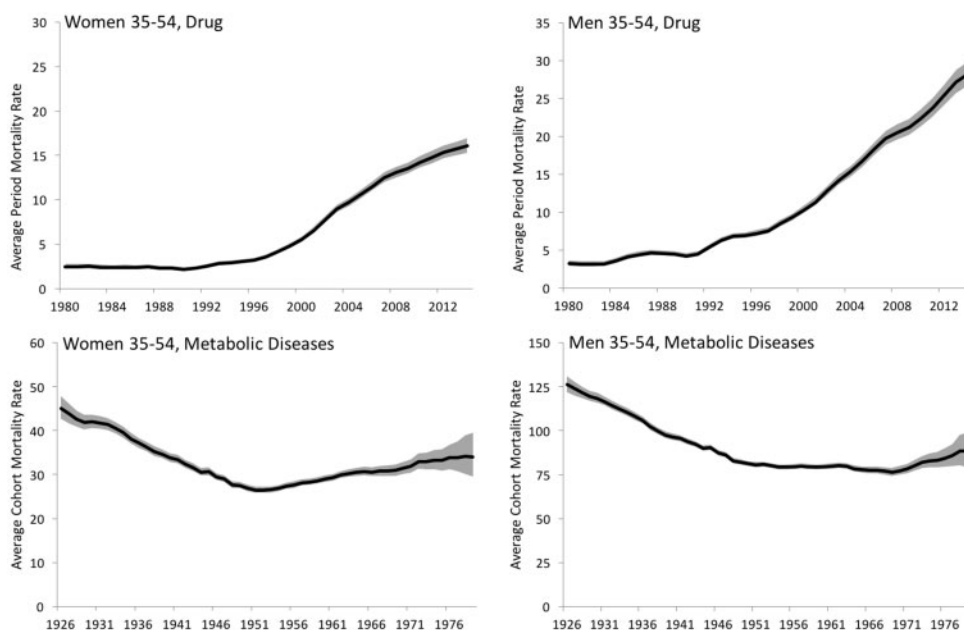 Women 35-54, Drug
Average Period Mortality Rate
30
25
20
15
10
5
0
1980 1984 1988 1992 1996 2000 2004 2008 2012
Men 35-54, Drug
Average Period Mortality Rate
35
30
25
20
15
10
5
0
1980 1984 1988 1992 1996 2000 2004 2008 2012
Women 35-54, Metabolic Diseases
Average Cohort Mortality Rate
60
50
40
30
20
10
0
1926 1931 1936 1941 1946 1951 1956 1961 1966 1971 1976
Men 35-54, Metabolic Diseases
Average Cohort Mortality Rate
150
125
100
75
50
25
0
1926 1931 1936 1941 1946 1951 1956 1961 1966 1971 1976